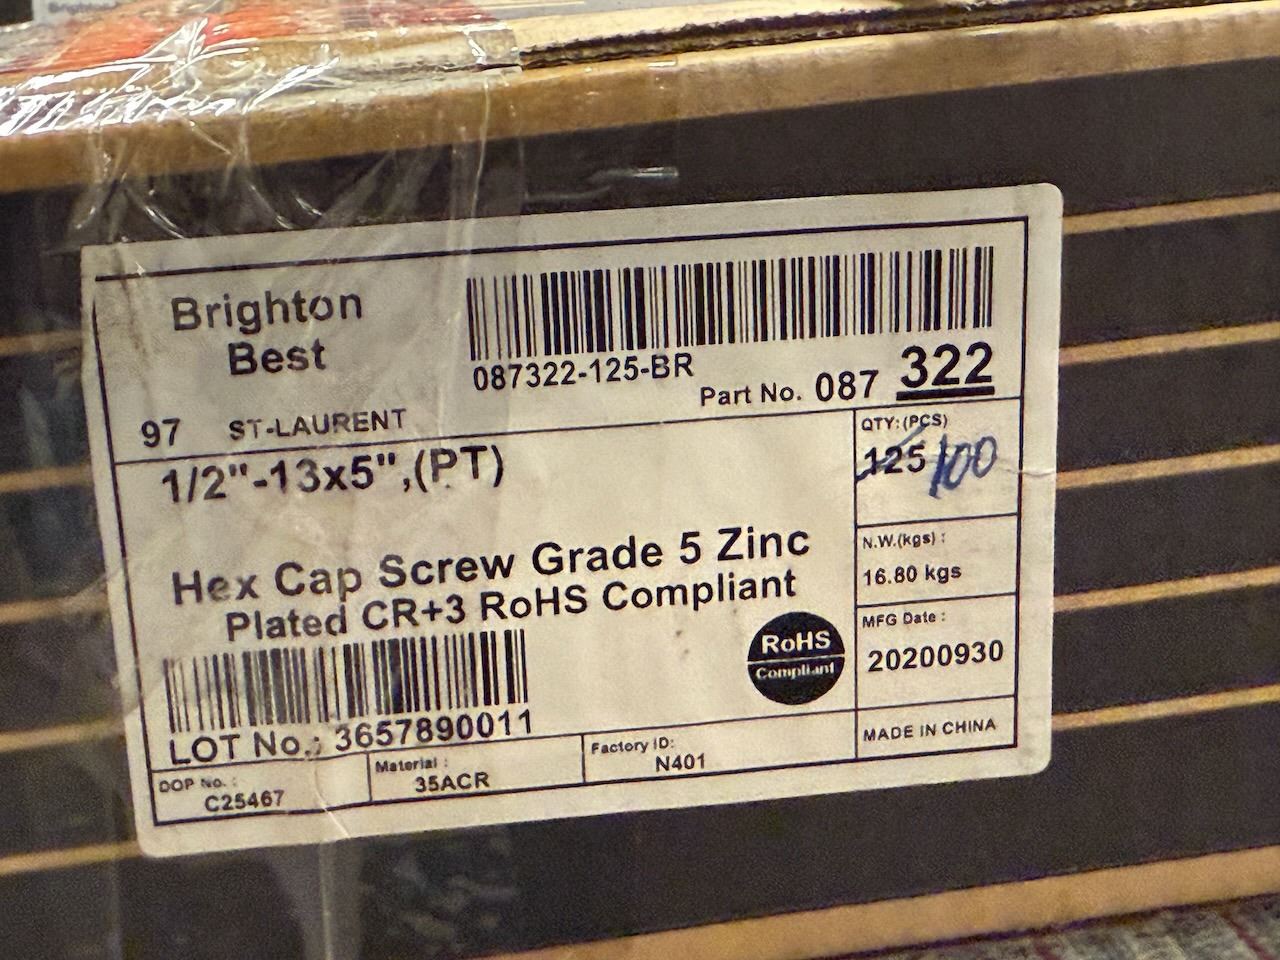 Brighton
Brighton
Best
087322-125-BR
Part No. 087 322
97 ST-LAURENT
1/2"-13x5",(PT)
QTY:(PCS)
125/100
Hex Cap Screw Grade 5 Zinc
Plated CR+3 RoHS Compliant
N.W.(kgs) :
16.80 kgs
RoHS
Compliant
MFG Date :
20200930
LOT No.: 3657890011
MADE IN CHINA
DOP No. :
C25467
Material :
35ACR
Factory ID:
N401